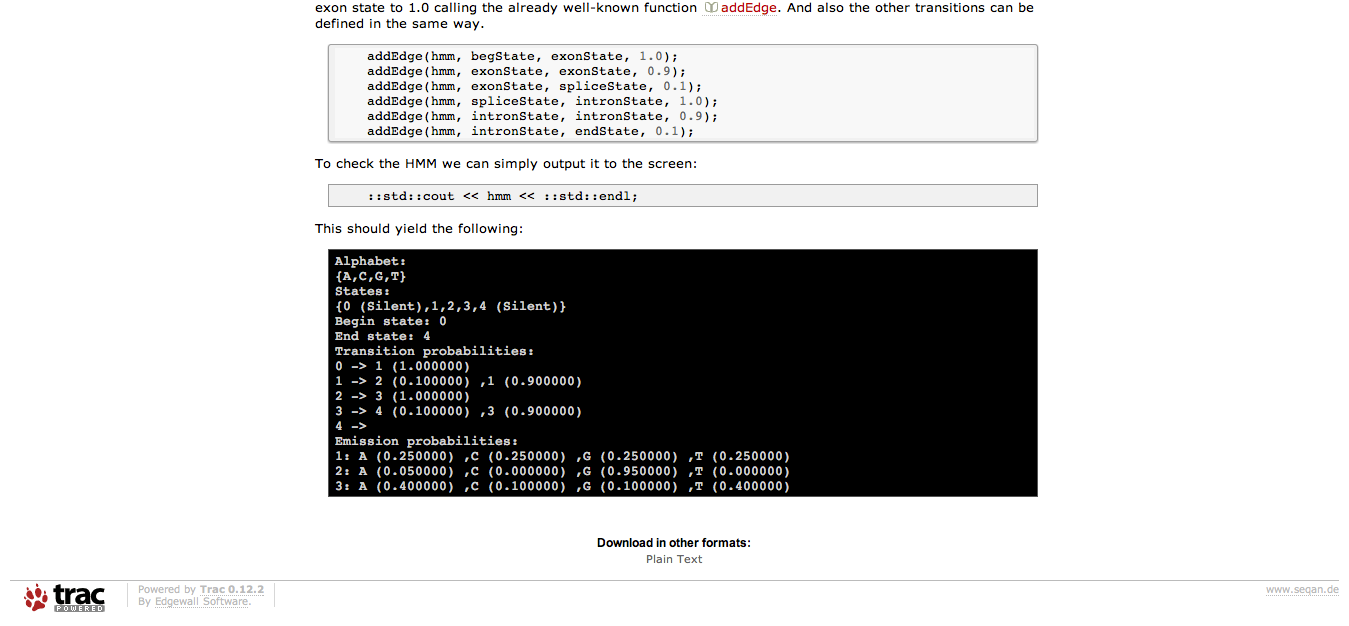 exon state to 1.0 calling the already well-known function addEdge. And also the other transitions can be
defined in the same way.
addEdge(hmm, begState, exonState, 1.0);
addEdge(hmm, exonState, exonState, 0.9);
addEdge(hmm, exonState, spliceState, 0.1);
addEdge(hmm, spliceState, intronState, 1.0);
addEdge(hmm, intronState, intronState, 0.9);
addEdge(hmm, intronState, endState, 0.1);
To check the HMM we can simply output it to the screen:
::std::cout << hmm << ::std::endl;
This should yield the following:
Alphabet:
{A,C,G,T}
States:
{0 (Silent),1,2,3,4 (Silent)}
Begin state: 0
End state: 4
Transition probabilities:
0 -> 1 (1.000000)
1 -> 2 (0.100000) ,1 (0.900000)
2 -> 3 (1.000000)
3 -> 4 (0.100000) ,3 (0.900000)
4 ->
Emission probabilities:
1: A (0.250000) ,C (0.250000) ,G (0.250000) ,T (0.250000)
2: A (0.050000) ,C (0.000000) ,G (0.950000) ,T (0.000000)
3: A (0.400000) ,C (0.100000) ,G (0.100000) ,T (0.400000)
Download in other formats:
Plain Text
trac
POWERED
Powered by Trac 0.12.2
By Edgewall Software.
www.seqan.de